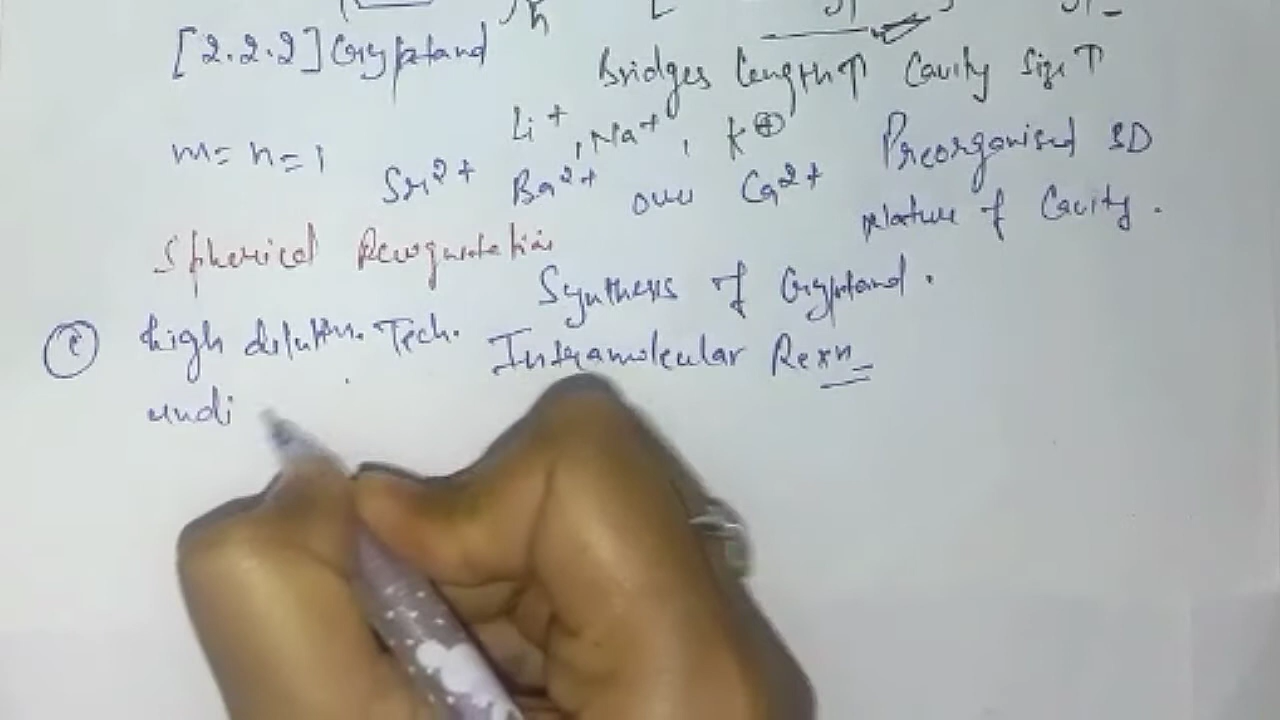 [2.2.2] Cryptand
Bridges length↑ Cavity Size↑
m=n=1
Li⁺, Na⁺, K⊕
Sr²⁺ Ba²⁺ over Ca²⁺
Preorganised 3D
nature of Cavity.
Spherical Recognetation
Synthesis of Cryptand.
high dilution. Tech.
Intramolecular Rexn
undi